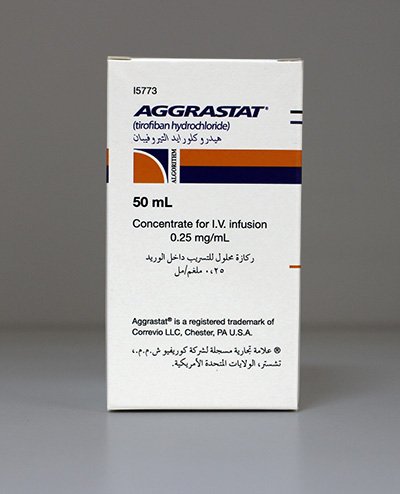 I5773
AGGRASTAT®
(tirofiban hydrochloride)
هيدروكلورايد التيروفيبان
ALGORITHM
50 mL
Concentrate for I.V. infusion
0.25 mg/mL
ركازة محلول للتسريب داخل الوريد
٠،٢٥ ملغم/مل
Aggrastat® is a registered trademark of
Correvio LLC, Chester, PA U.S.A.
® علامة تجارية مسجلة لشركة كوريفيو ش.م.م.،
تشستر، الولايات المتحدة الأمريكية.